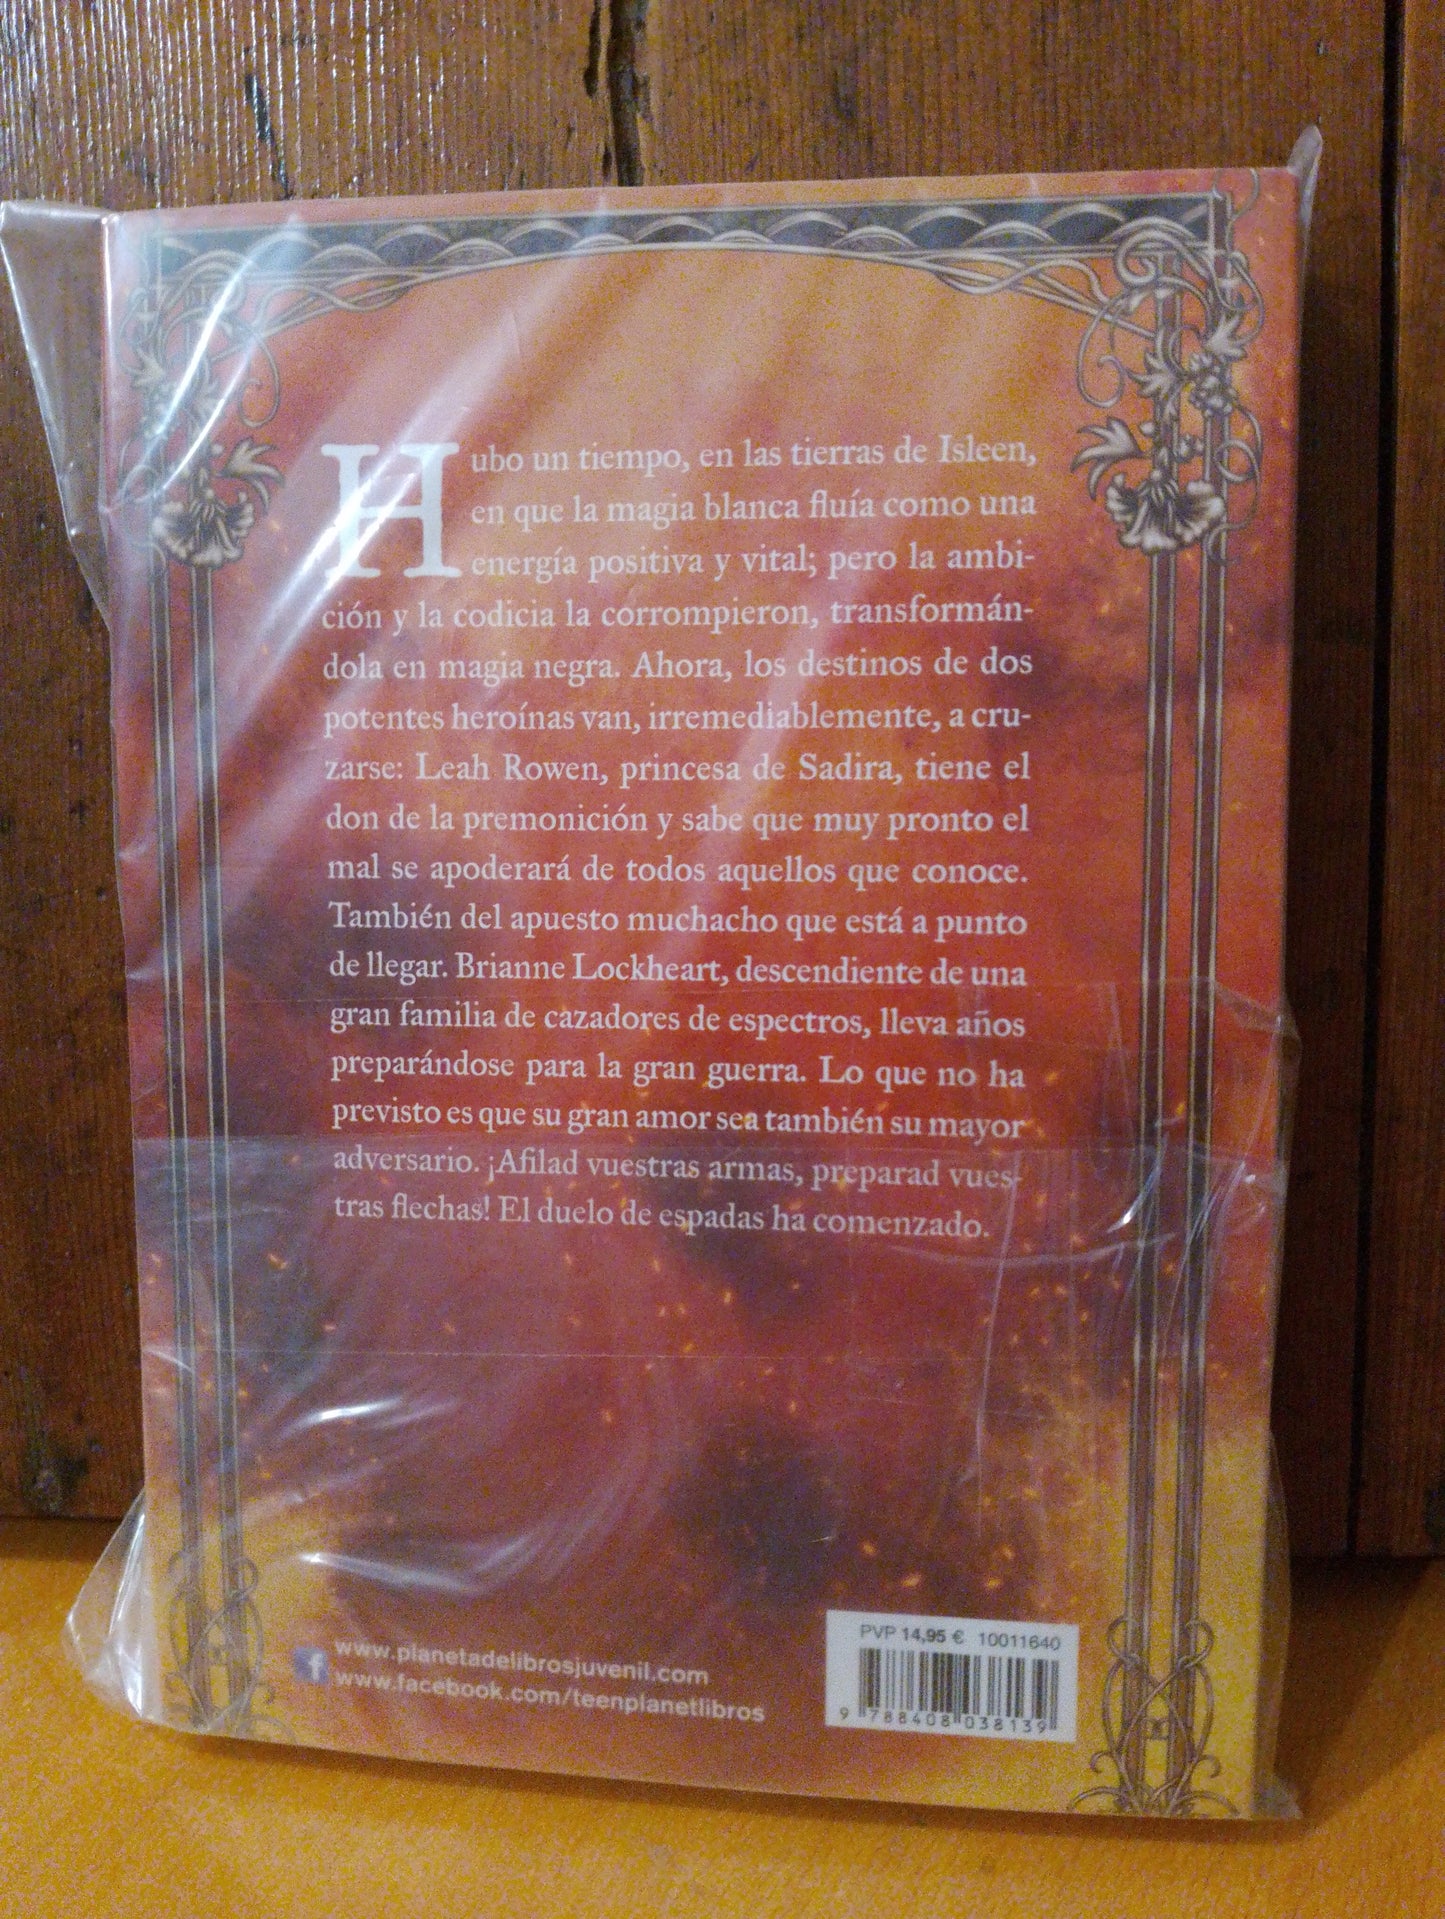 Hubo un tiempo, en las tierras de Isleen,
en que la magia blanca fluía como una
energía positiva y vital; pero la ambi-
ción y la codicia la corrompieron, transformán-
dola en magia negra. Ahora, los destinos de dos
potentes heroínas van, irremediablemente, a cru-
zarse: Leah Rowen, princesa de Sadira, tiene el
don de la premonición y sabe que muy pronto el
mal se apoderará de todos aquellos que conoce.
También del apuesto muchacho que está a punto
de llegar. Brianne Lockheart, descendiente de una
gran familia de cazadores de espectros, lleva años
preparándose para la gran guerra. Lo que no ha
previsto es que su gran amor sea también su mayor
adversario. ¡Afilad vuestras armas, preparad vues-
tras flechas! El duelo de espadas ha comenzado.
www.planetadelibrosjuvenil.com
f www.facebook.com/teenplanetlibros
PVP 14,95 € 10011640
9 788408 038139